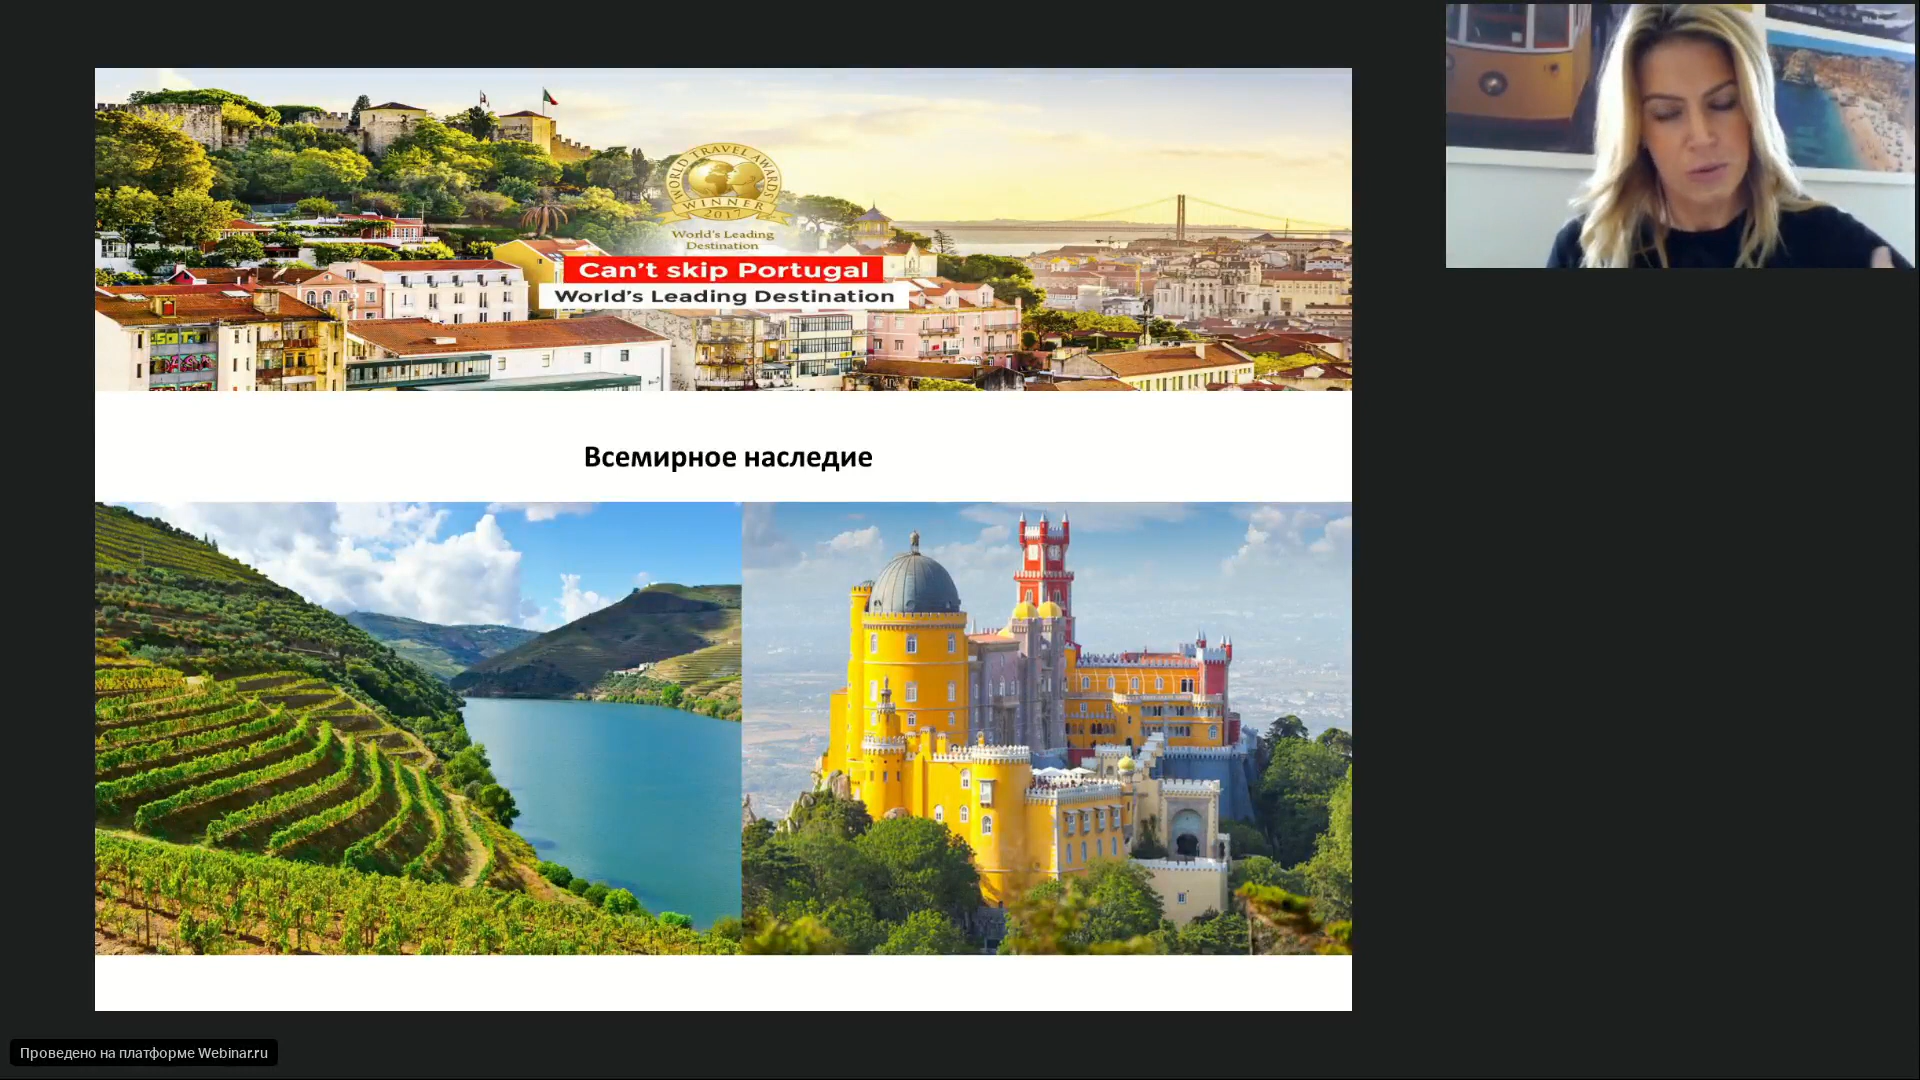 WORLD TRAVEL AWARDS
WINNER
2017
World's Leading
Destination
Can't skip Portugal
World's Leading Destination
Всемирное наследие
Проведено на платформе Webinar.ru